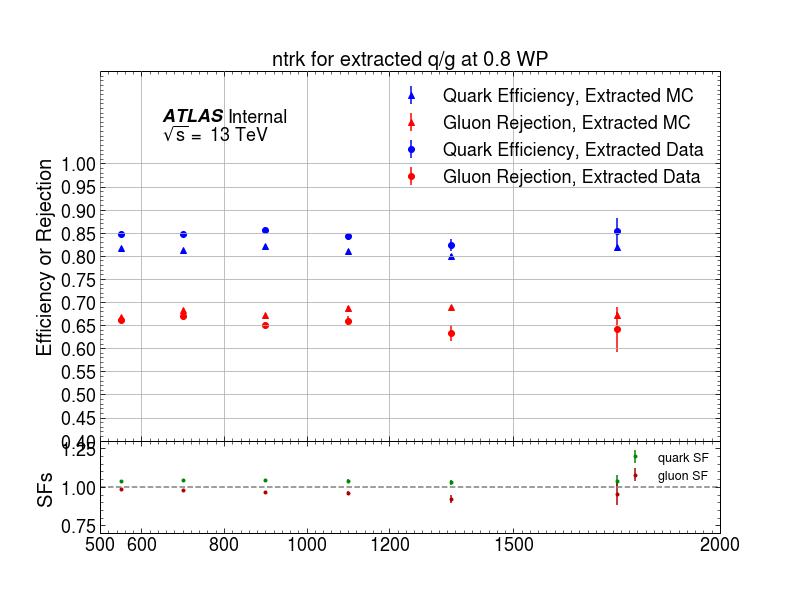 ntrk for extracted q/g at 0.8 WP
ATLAS Internal
√s = 13 TeV
Quark Efficiency, Extracted MC
Gluon Rejection, Extracted MC
Quark Efficiency, Extracted Data
Gluon Rejection, Extracted Data
Efficiency or Rejection
1.00
0.95
0.90
0.85
0.80
0.75
0.70
0.65
0.60
0.55
0.50
0.45
0.40
SFs
1.25
1.00
0.75
quark SF
gluon SF
500 600 800 1000 1200 1500 2000